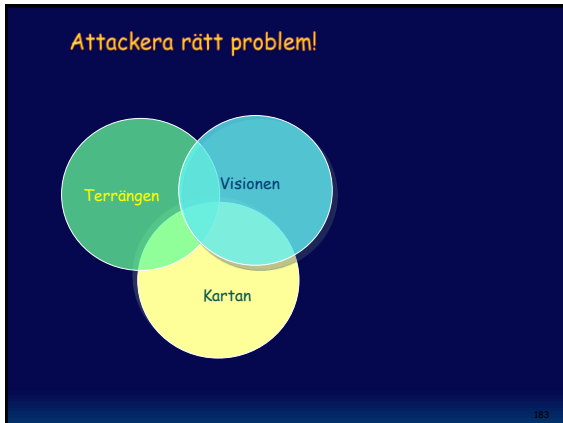 Attackera rätt problem!
Terrängen
Visionen
Kartan
183